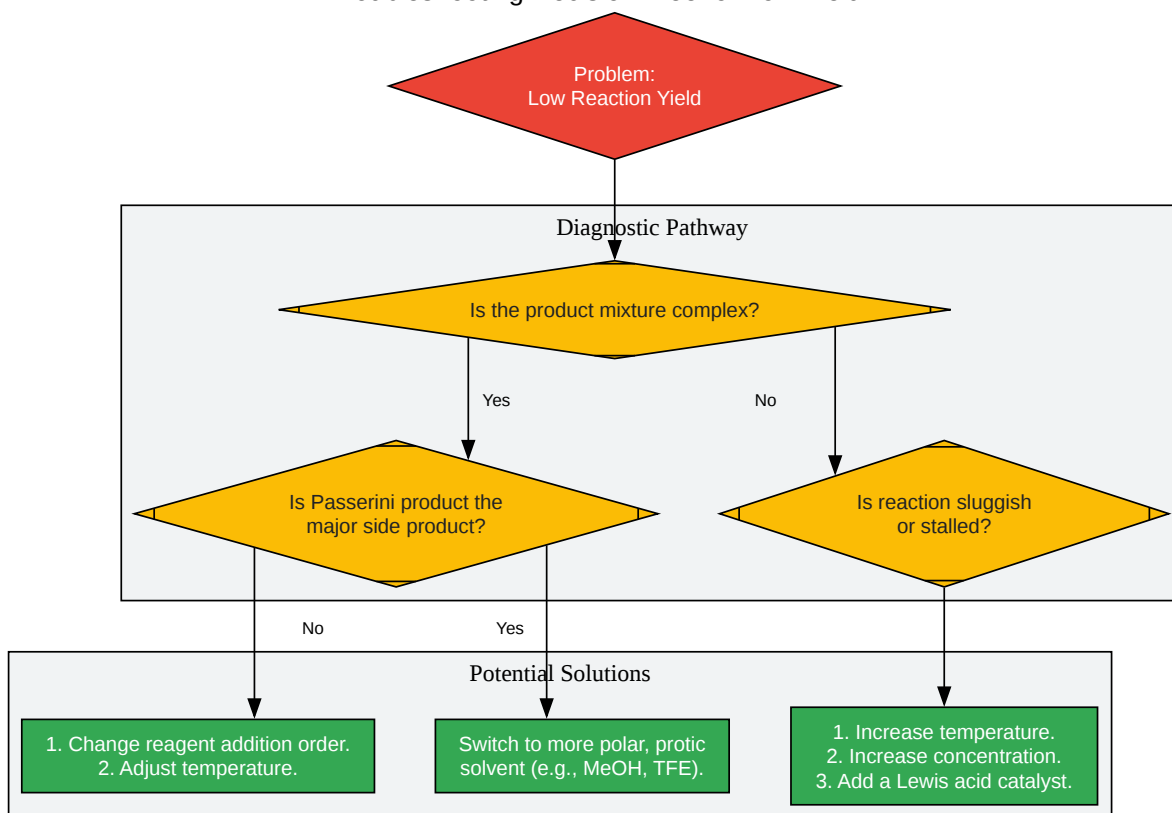 Problem:
Low Reaction Yield
Diagnostic Pathway
Is the product mixture complex?
Yes
No
Is Passerini product the
major side product?
Is reaction sluggish
or stalled?
No
Yes
Potential Solutions
1. Change reagent addition order.
2. Adjust temperature.
Switch to more polar, protic
solvent (e.g., MeOH, TFE).
1. Increase temperature.
2. Increase concentration.
3. Add a Lewis acid catalyst.